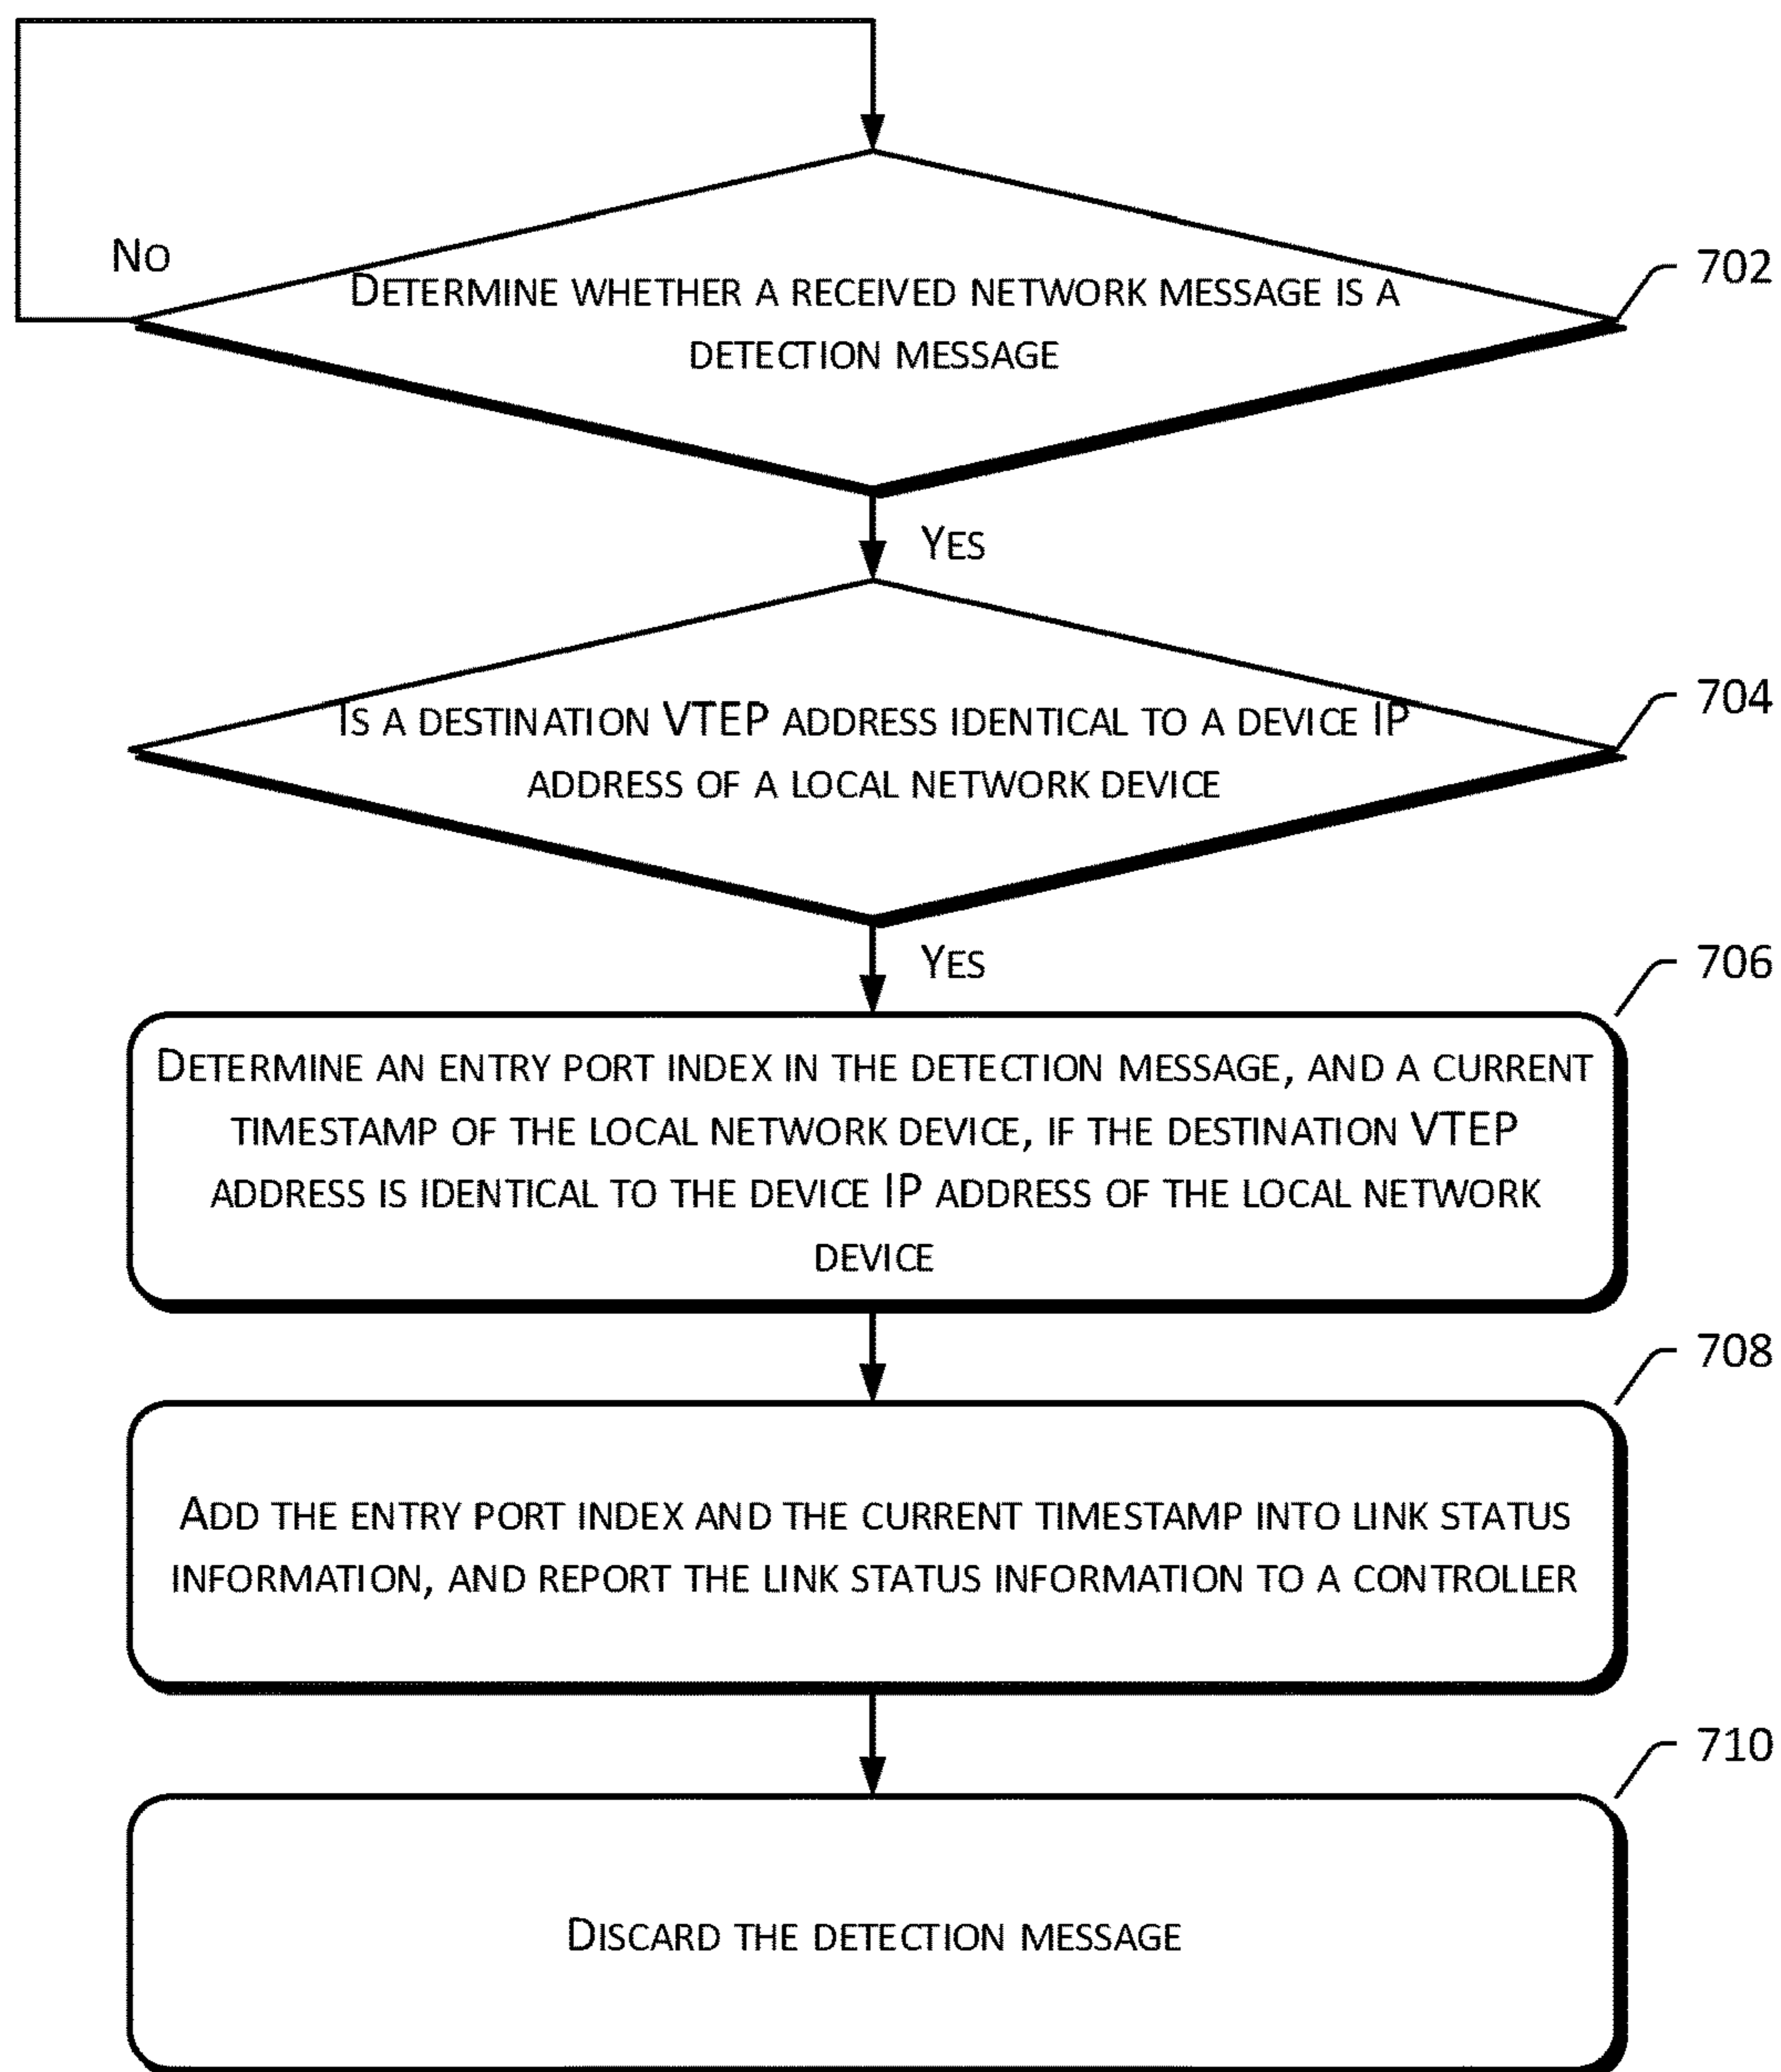 No
Determine whether a received network message is a
detection message
702
Yes
Is a destination VTEP address identical to a device IP
address of a local network device
704
Yes
706
Determine an entry port index in the detection message, and a current
timestamp of the local network device, if the destination VTEP
address is identical to the device IP address of the local network
device
708
Add the entry port index and the current timestamp into link status
information, and report the link status information to a controller
710
Discard the detection message